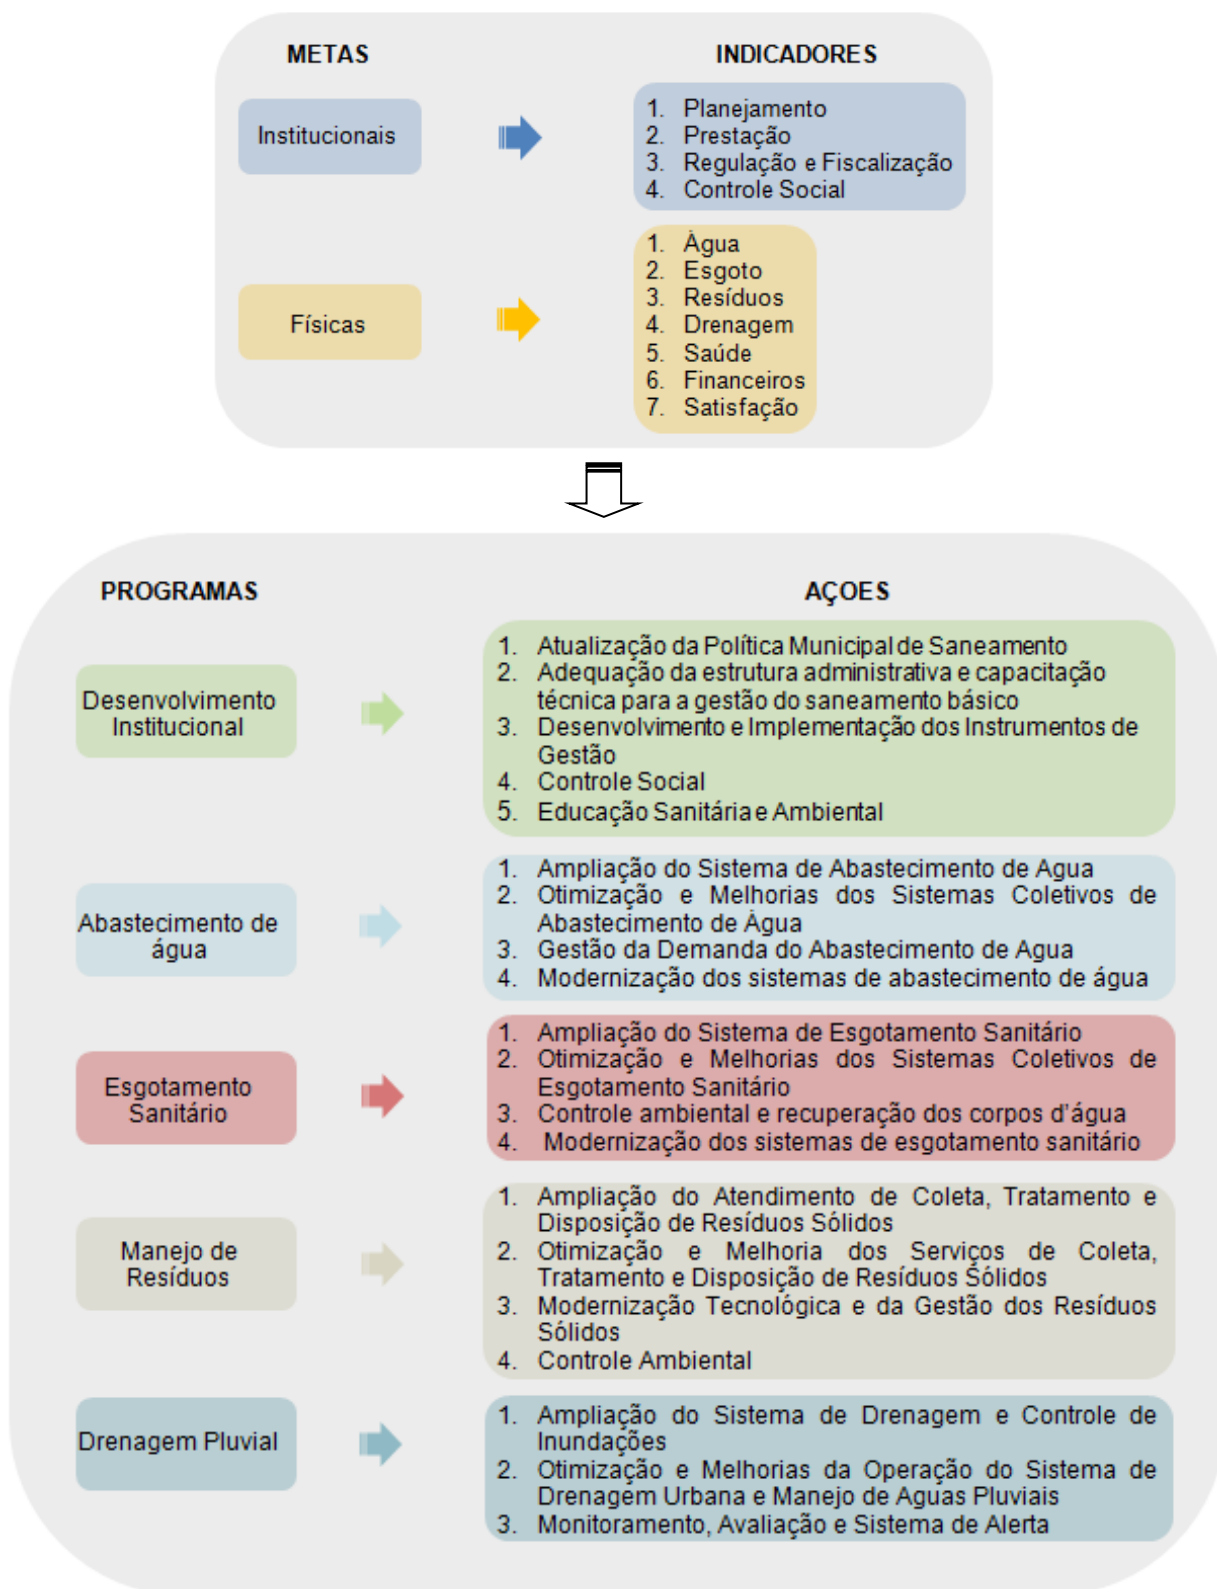 METAS
INDICADORES
Institucionais
1. Planejamento
2. Prestação
3. Regulação e Fiscalização
4. Controle Social
Físicas
1. Água
2. Esgoto
3. Resíduos
4. Drenagem
5. Saúde
6. Financeiros
7. Satisfação
PROGRAMAS
AÇOES
Desenvolvimento
Institucional
1. Atualização da Política Municipal de Saneamento
2. Adequação da estrutura administrativa e capacitação
técnica para a gestão do saneamento básico
3. Desenvolvimento e Implementação dos Instrumentos de
Gestão
4. Controle Social
5. Educação Sanitária e Ambiental
Abastecimento de
água
1. Ampliação do Sistema de Abastecimento de Agua
2. Otimização e Melhorias dos Sistemas Coletivos de
Abastecimento de Água
3. Gestão da Demanda do Abastecimento de Agua
4. Modernização dos sistemas de abastecimento de água
Esgotamento
Sanitário
1. Ampliação do Sistema de Esgotamento Sanitário
2. Otimização e Melhorias dos Sistemas Coletivos de
Esgotamento Sanitário
3. Controle ambiental e recuperação dos corpos d’água
4. Modernização dos sistemas de esgotamento sanitário
Manejo de
Resíduos
1. Ampliação do Atendimento de Coleta, Tratamento e
Disposição de Resíduos Sólidos
2. Otimização e Melhoria dos Serviços de Coleta,
Tratamento e Disposição de Resíduos Sólidos
3. Modernização Tecnológica e da Gestão dos Resíduos
Sólidos
4. Controle Ambiental
Drenagem Pluvial
1. Ampliação do Sistema de Drenagem e Controle de
Inundações
2. Otimização e Melhorias da Operação do Sistema de
Drenagem Urbana e Manejo de Aguas Pluviais
3. Monitoramento, Avaliação e Sistema de Alerta